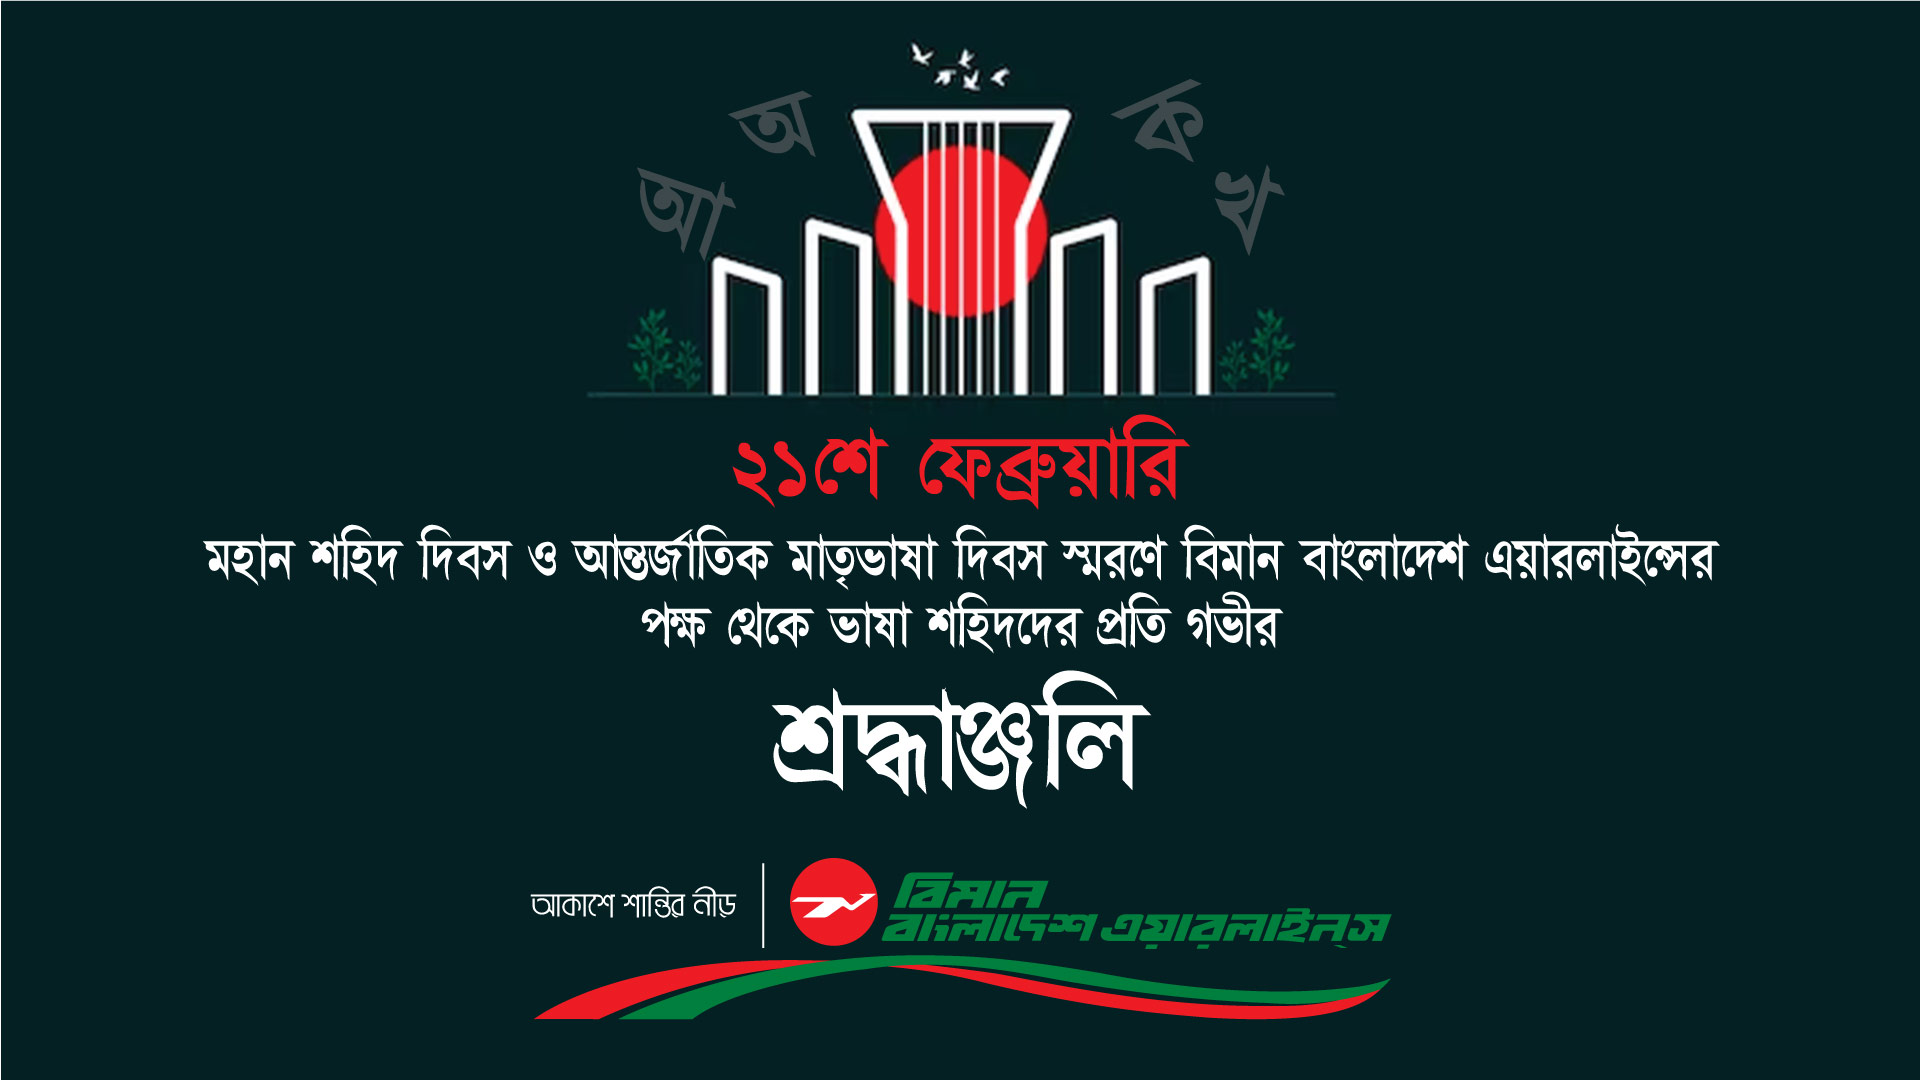 অ ক
আ খ
২১শে ফেব্রুয়ারি
মহান শহিদ দিবস ও আন্তর্জাতিক মাতৃভাষা দিবস স্মরণে বিমান বাংলাদেশ এয়ারলাইন্সের
পক্ষ থেকে ভাষা শহিদদের প্রতি গভীর
শ্রদ্ধাঞ্জলি
আকাশে শান্তির নীড়
বিমান
বাংলাদেশ এয়ারলাইন্স